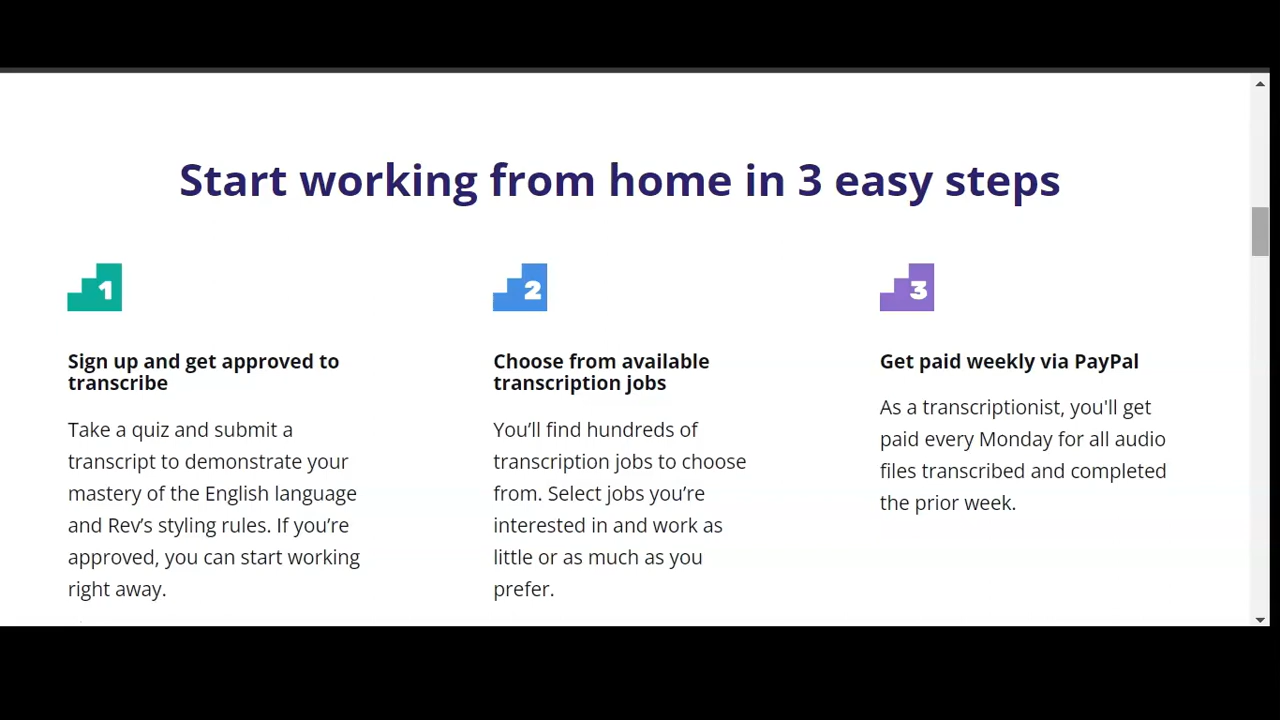 Start working from home in 3 easy steps
1
Sign up and get approved to
transcribe
Take a quiz and submit a
transcript to demonstrate your
mastery of the English language
and Rev’s styling rules. If you’re
approved, you can start working
right away.
2
Choose from available
transcription jobs
You’ll find hundreds of
transcription jobs to choose
from. Select jobs you’re
interested in and work as
little or as much as you
prefer.
3
Get paid weekly via PayPal
As a transcriptionist, you'll get
paid every Monday for all audio
files transcribed and completed
the prior week.